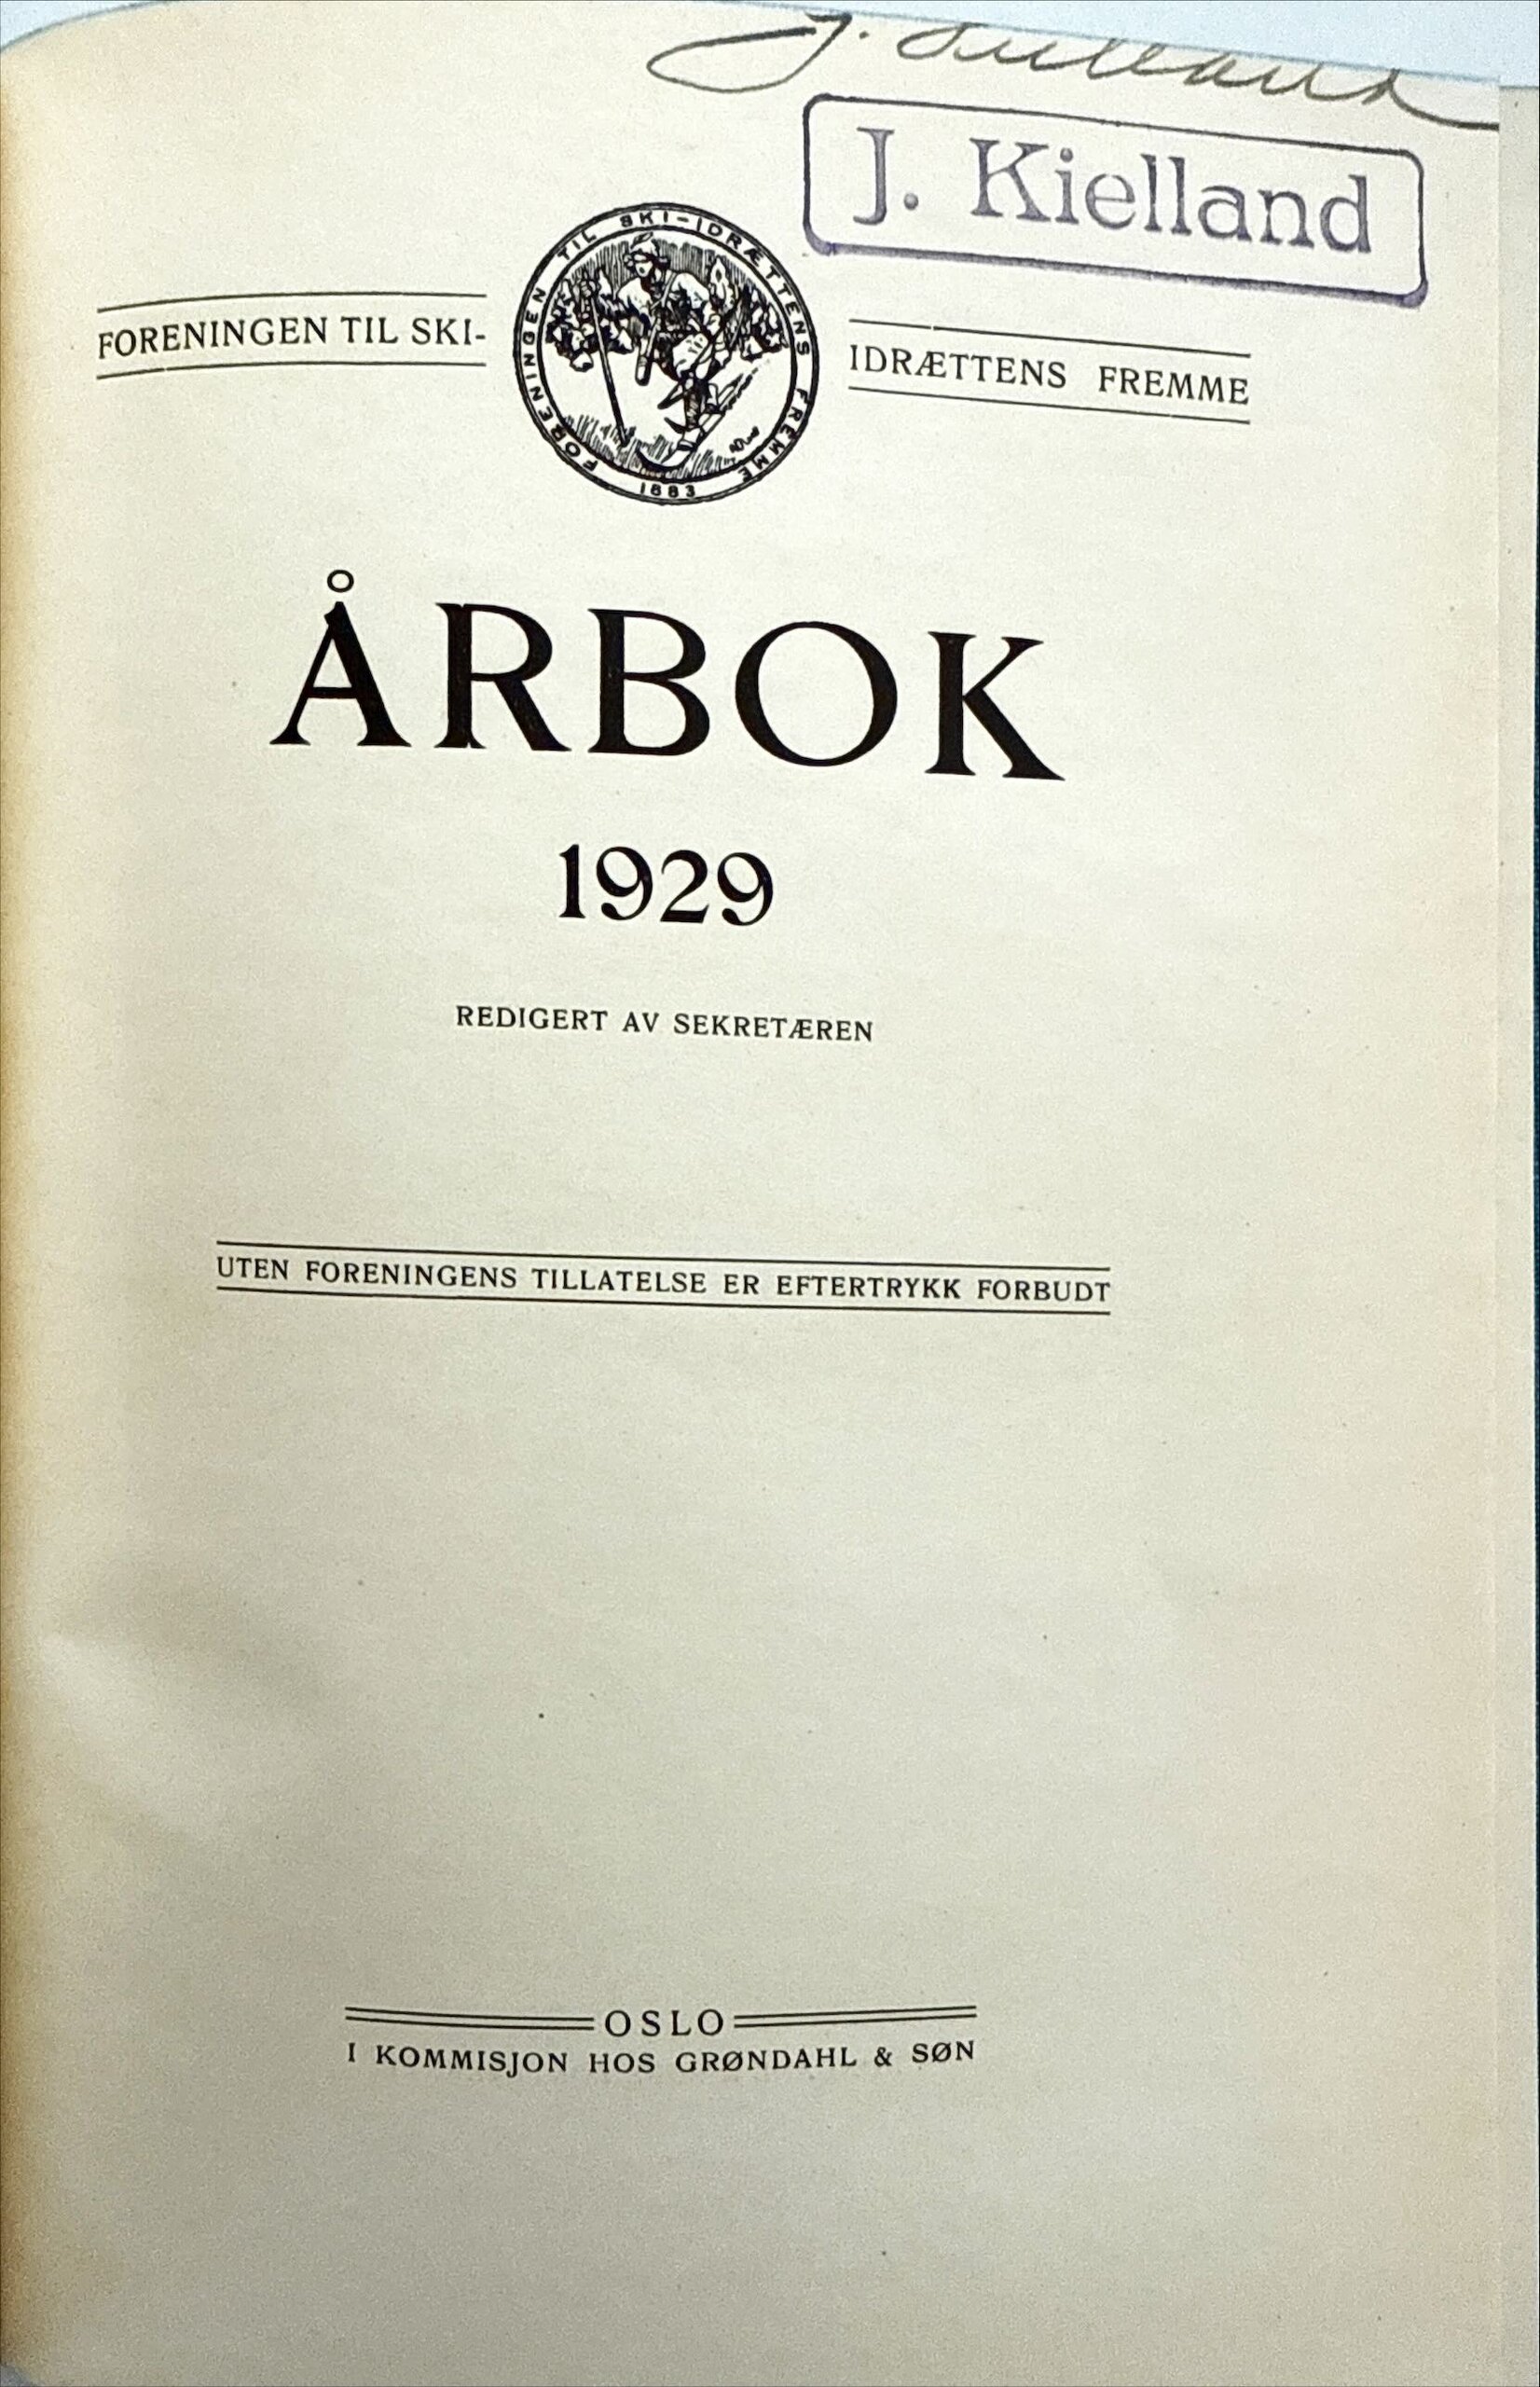 J. Kielland
J. Kielland
FORENINGEN TIL SKI-IDRÆTTENS FREMME
1883
FORENINGEN TIL SKI-
IDRÆTTENS FREMME
ÅRBOK
1929
REDIGERT AV SEKRETÆREN
UTEN FORENINGENS TILLATELSE ER EFTERTRYKK FORBUDT
OSLO
I KOMMISJON HOS GRØNDAHL & SØN